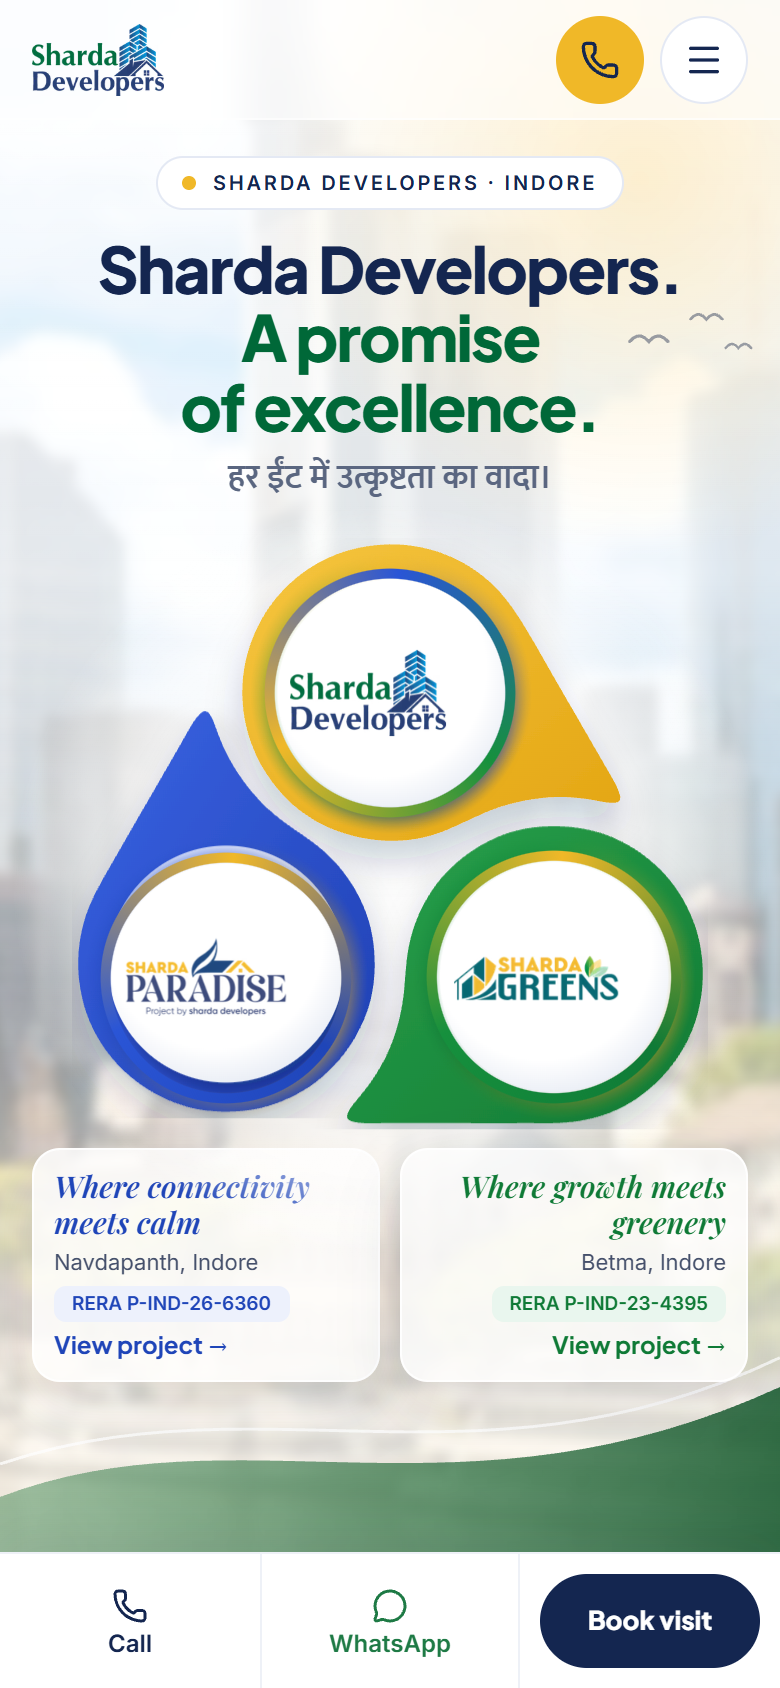 Sharda
Developers
SHARDA DEVELOPERS · INDORE
Sharda Developers.
A promise
of excellence.
हर ईंट में उत्कृष्टता का वादा।
Sharda
Developers
SHARDA
PARADISE
Project by sharda developers
SHARDA
GREENS
Where connectivity
meets calm
Navdapanth, Indore
RERA P-IND-26-6360
View project →
Where growth meets
greenery
Betma, Indore
RERA P-IND-23-4395
View project →
Call
WhatsApp
Book visit